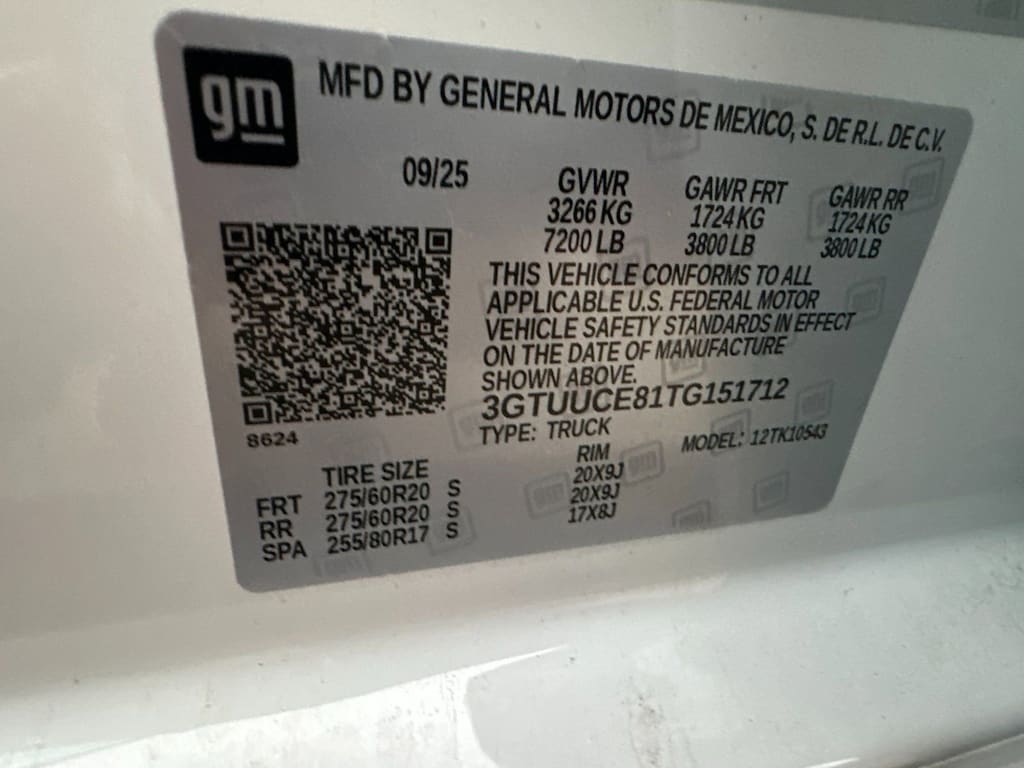 gm
MFD BY GENERAL MOTORS DE MEXICO, S. DE R.L. DE C.V.
09/25
GVWR GAWR FRT GAWR RR
3266 KG 1724 KG 1724 KG
7200 LB 3800 LB 3800 LB
THIS VEHICLE CONFORMS TO ALL
APPLICABLE U.S. FEDERAL MOTOR
VEHICLE SAFETY STANDARDS IN EFFECT
ON THE DATE OF MANUFACTURE
SHOWN ABOVE.
3GTUUCE81TG151712
8624
TYPE: TRUCK MODEL: 12TK10543
TIRE SIZE RIM
FRT 275/60R20 S 20X9J
RR 275/60R20 S 20X9J
SPA 255/80R17 S 17X8J